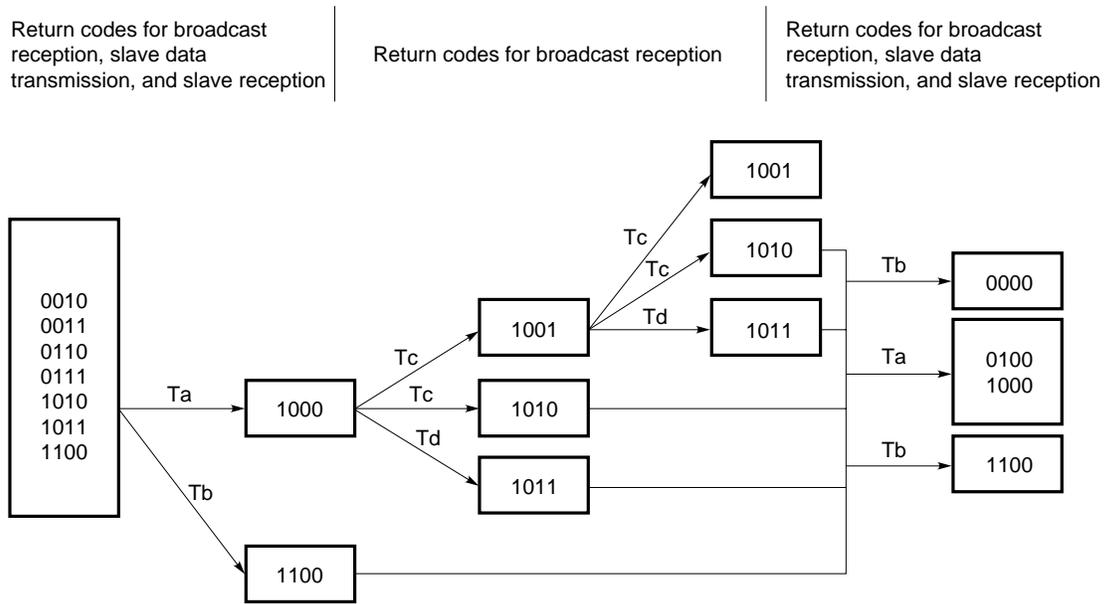 Return codes for broadcast
reception, slave data
transmission, and slave reception
Return codes for broadcast reception
Return codes for broadcast
reception, slave data
transmission, and slave reception
0010
0011
0110
0111
1010
1011
1100
Ta
Tb
1000
1100
Tc
Tc
Td
1001
1010
1011
Tc
Tc
Td
1001
1010
1011
Tb
Ta
Tb
0000
0100
1000
1100